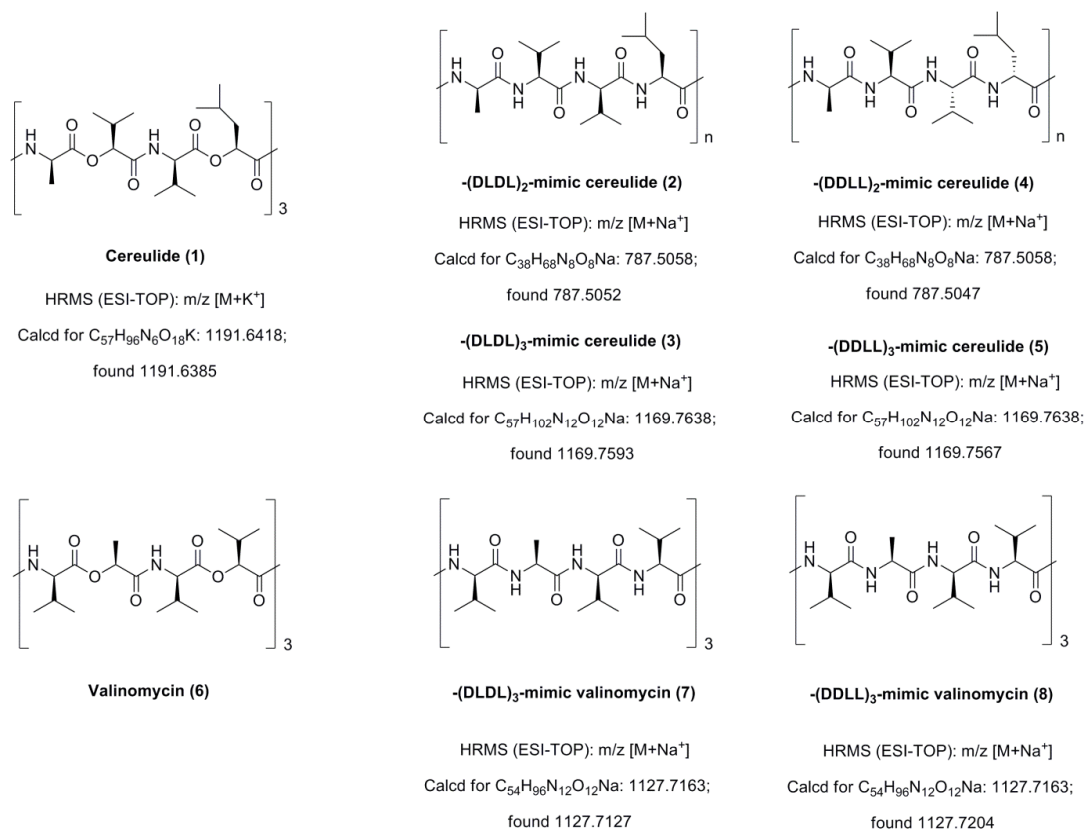 N
H
O
O
O
H
N
O
O
O
3
Cereulide (1)
HRMS (ESI-TOP): m/z [M+K⁺]
Calcd for C₅₇H₉₆N₆O₁₈K: 1191.6418;
found 1191.6385
H
N
O
N
H
O
H
N
O
N
H
O
n
-(DLDL)₂-mimic cereulide (2)
HRMS (ESI-TOP): m/z [M+Na⁺]
Calcd for C₃₈H₆₈N₈O₈Na: 787.5058;
found 787.5052
-(DLDL)₃-mimic cereulide (3)
HRMS (ESI-TOP): m/z [M+Na⁺]
Calcd for C₅₇H₁₀₂N₁₂O₁₂Na: 1169.7638;
found 1169.7593
H
N
O
N
H
O
H
N
O
N
H
O
n
-(DDLL)₂-mimic cereulide (4)
HRMS (ESI-TOP): m/z [M+Na⁺]
Calcd for C₃₈H₆₈N₈O₈Na: 787.5058;
found 787.5047
-(DDLL)₃-mimic cereulide (5)
HRMS (ESI-TOP): m/z [M+Na⁺]
Calcd for C₅₇H₁₀₂N₁₂O₁₂Na: 1169.7638;
found 1169.7567
H
N
O
O
O
H
N
O
O
O
3
Valinomycin (6)
H
N
O
N
H
O
H
N
O
N
H
O
3
-(DLDL)₃-mimic valinomycin (7)
HRMS (ESI-TOP): m/z [M+Na⁺]
Calcd for C₅₄H₉₆N₁₂O₁₂Na: 1127.7163;
found 1127.7127
H
N
O
N
H
O
H
N
O
N
H
O
3
-(DDLL)₃-mimic valinomycin (8)
HRMS (ESI-TOP): m/z [M+Na⁺]
Calcd for C₅₄H₉₆N₁₂O₁₂Na: 1127.7163;
found 1127.7204